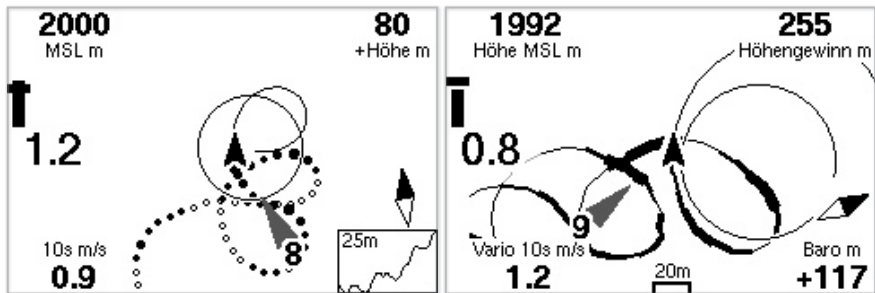 2000
MSL m
80
+Höhe m
1.2
8
10s m/s
0.9
25m
1992
Höhe MSL m
255
Höhengewinn m
0.8
9
Vario 10s m/s
1.2
20m
Baro m
+117